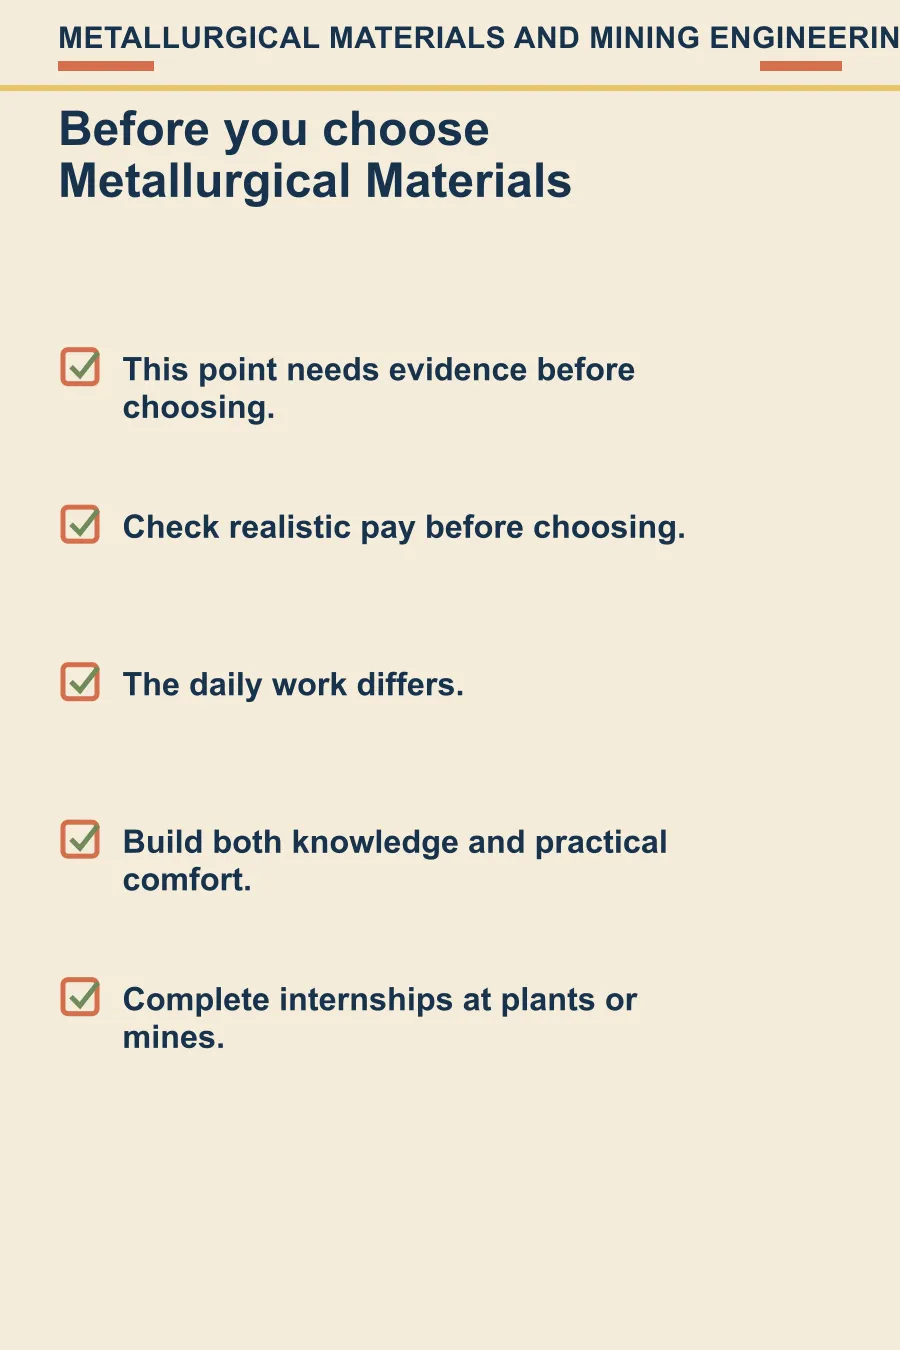 METALLURGICAL MATERIALS AND MINING ENGINEERIN
Before you choose
Metallurgical Materials
This point needs evidence before
choosing.
Check realistic pay before choosing.
The daily work differs.
Build both knowledge and practical
comfort.
Complete internships at plants or
mines.